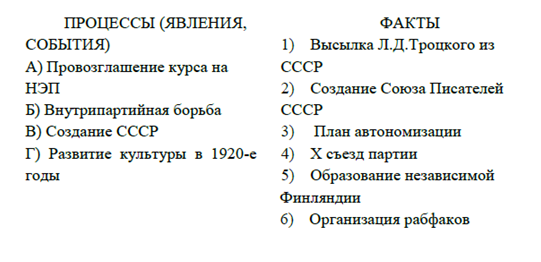 ПРОЦЕССЫ (ЯВЛЕНИЯ,
СОБЫТИЯ)
А) Провозглашение курса на
НЭП
Б) Внутрипартийная борьба
В) Создание СССР
Г) Развитие культуры в 1920-е
годы
ФАКТЫ
1) Высылка Л.Д.Троцкого из
СССР
2) Создание Союза Писателей
СССР
3) План автономизации
4) X съезд партии
5) Образование независимой
Финляндии
6) Организация рабфаков